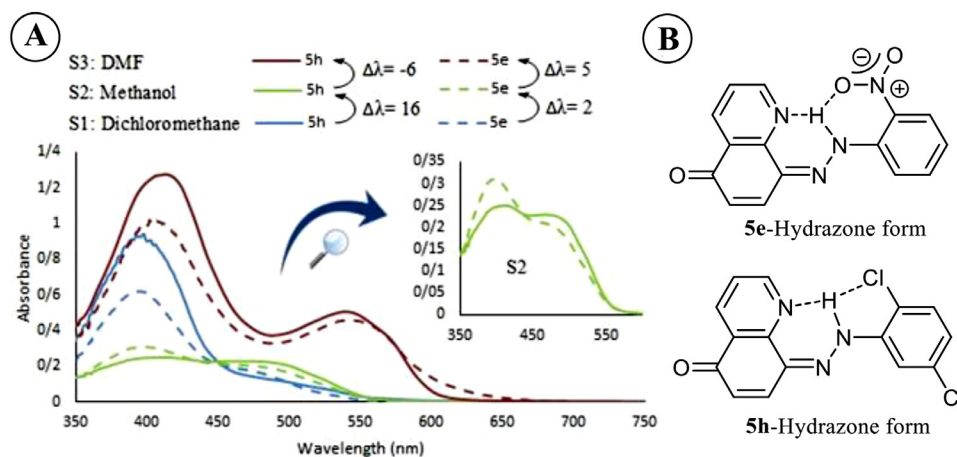 A
S3: DMF 5h Δλ= -6 5e Δλ= 5
S2: Methanol 5h 5e
S1: Dichloromethane 5h Δλ= 16 5e Δλ= 2
1/4
1/2
1
0/8
0/6
0/4
0/2
0
Absorbance
350 400 450 500 550 600 650 700 750
Wavelength (nm)
0/35
0/3
0/25
0/2
0/15
0/1
0/05
0
S2
350 450 550
B
O
⊖
O
N
⊕
N H
N
O
N
5e-Hydrazone form
Cl
N H
N
O
N
C
5h-Hydrazone form